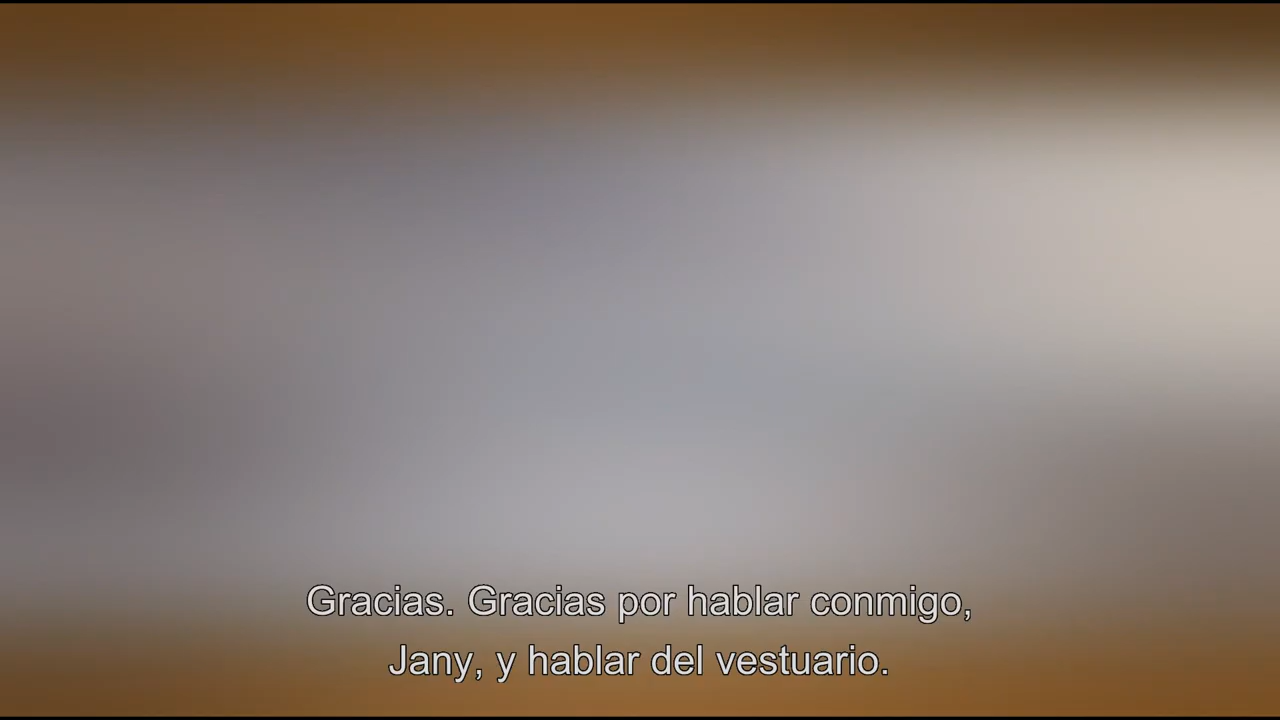 Gracias. Gracias por hablar conmigo,
Jany, y hablar del vestuario.